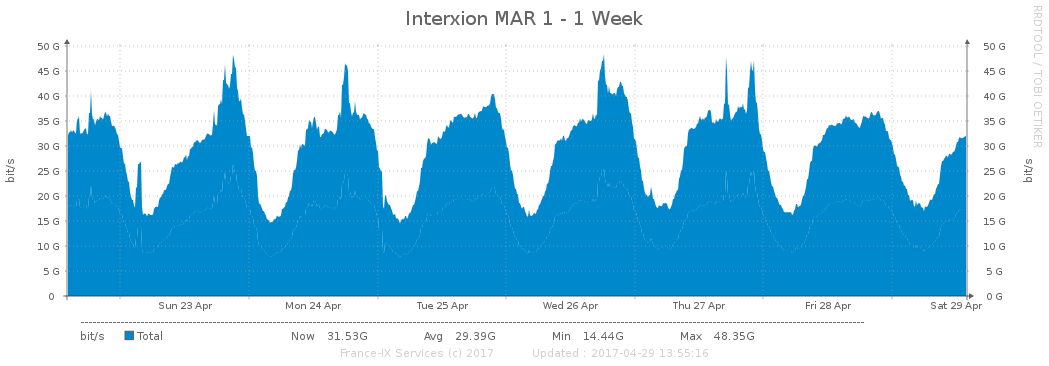 Interxion MAR 1 - 1 Week
RRDTOOL / TOBI OETIKER
50 G 50 G
45 G 45 G
40 G 40 G
35 G 35 G
30 G 30 G
25 G 25 G
20 G 20 G
15 G 15 G
10 G 10 G
5 G 5 G
0 0 G
bit/s bit/s
Sun 23 Apr Mon 24 Apr Tue 25 Apr Wed 26 Apr Thu 27 Apr Fri 28 Apr Sat 29 Apr
bit/s Total Now 31.53G Avg 29.39G Min 14.44G Max 48.35G
France-IX Services (c) 2017 Updated : 2017-04-29 13:55:16